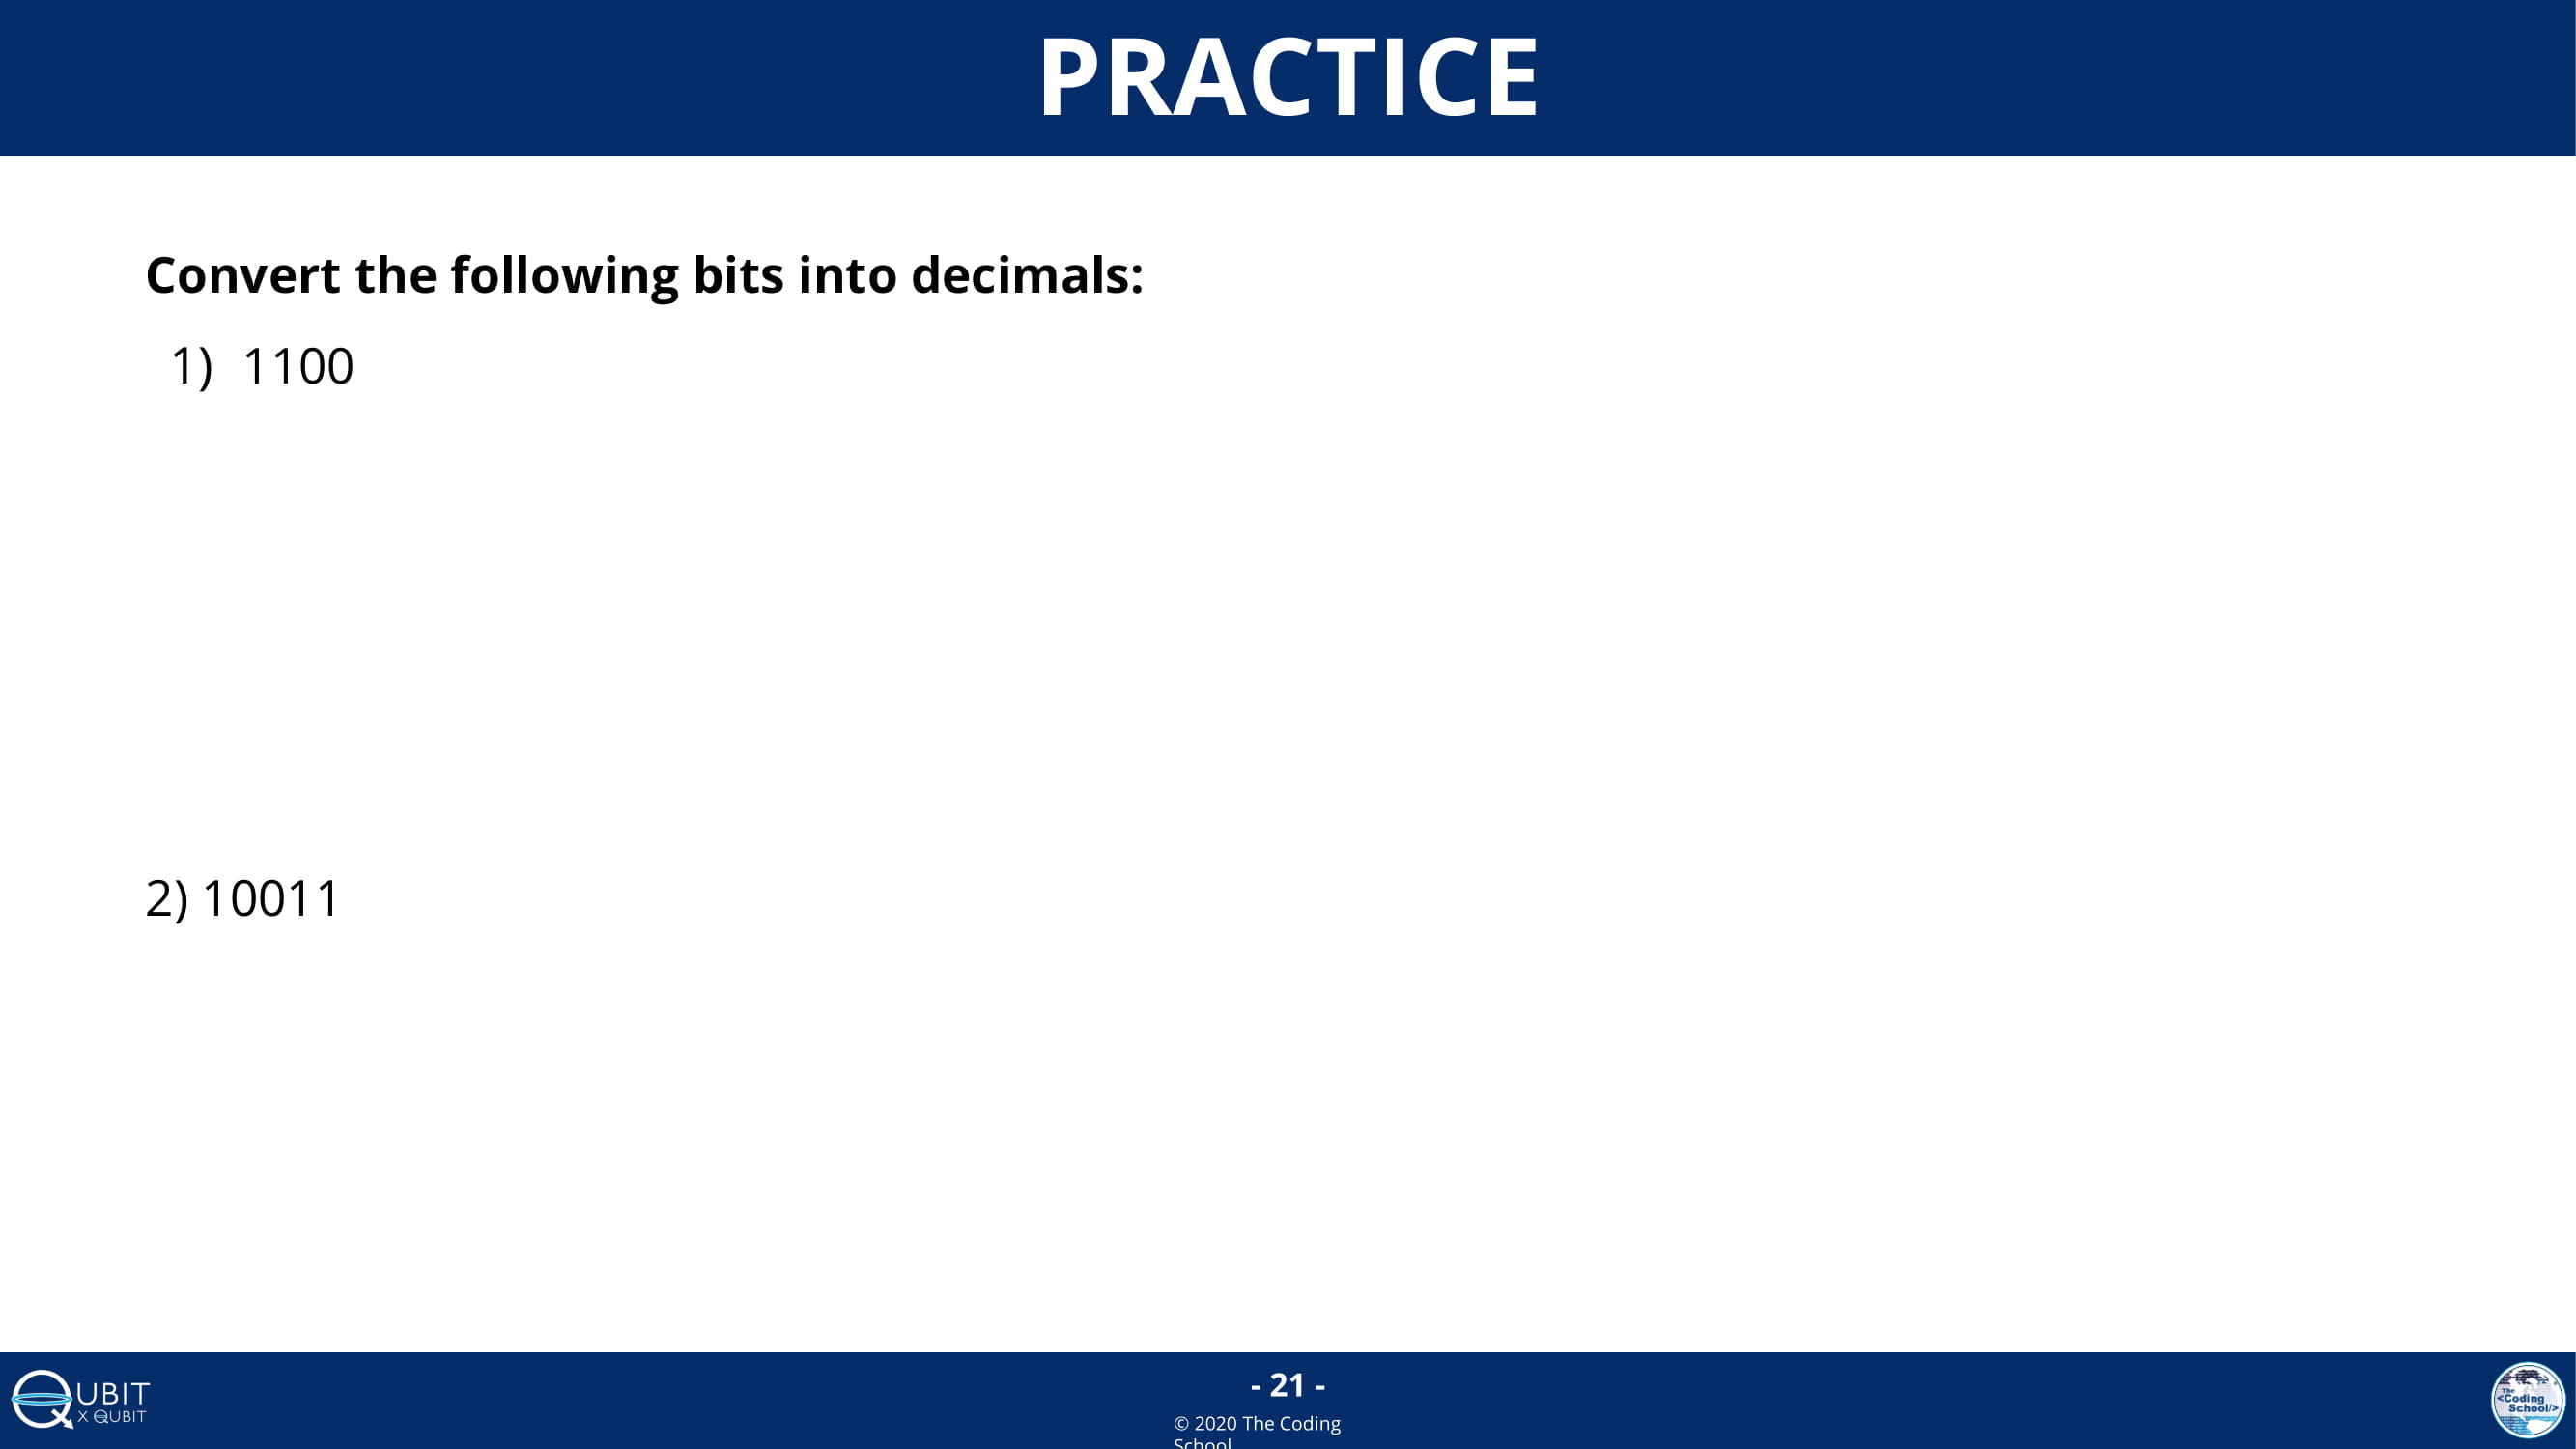 PRACTICE
Convert the following bits into decimals:
1) 1100
2) 10011
QUBIT
X QUBIT
- 21 -
© 2020 The Coding
School
The
<Coding
School/>